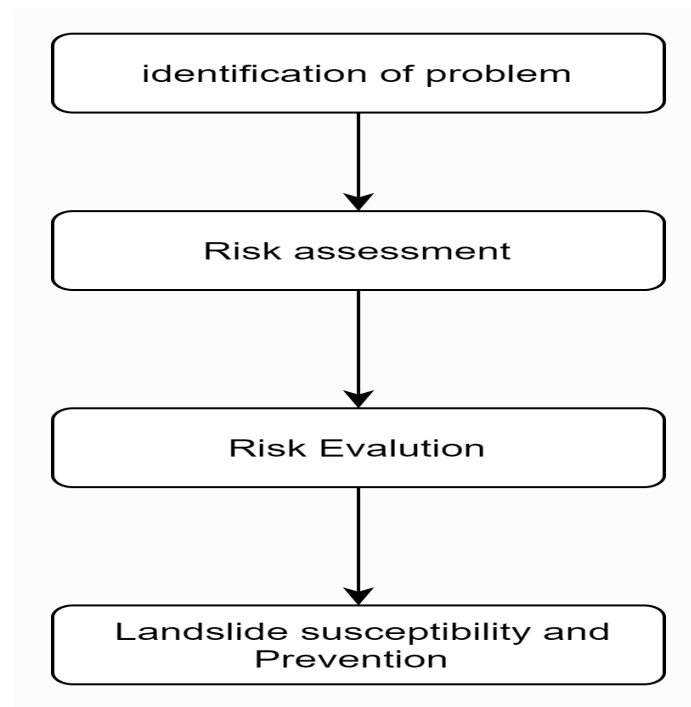 identification of problem
Risk assessment
Risk Evalution
Landslide susceptibility and
Prevention